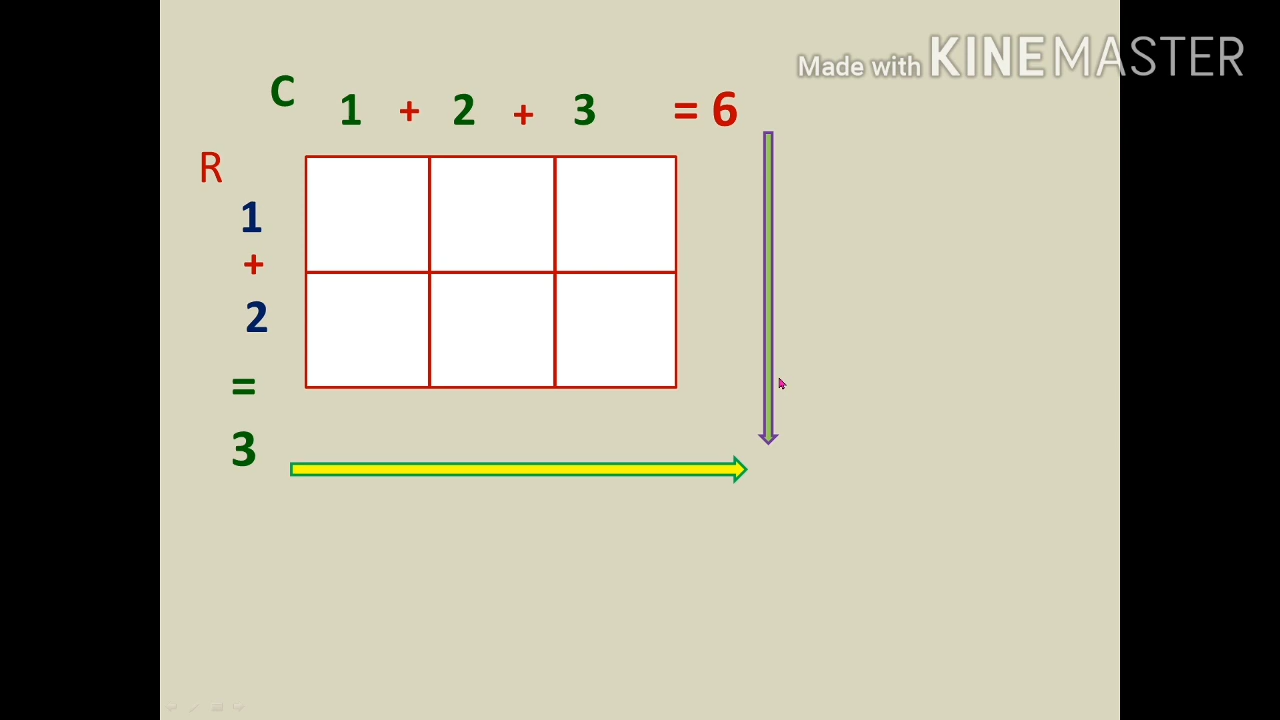 Made with KINEMASTER
C 1 + 2 + 3 = 6
R
1
+
2
=
3